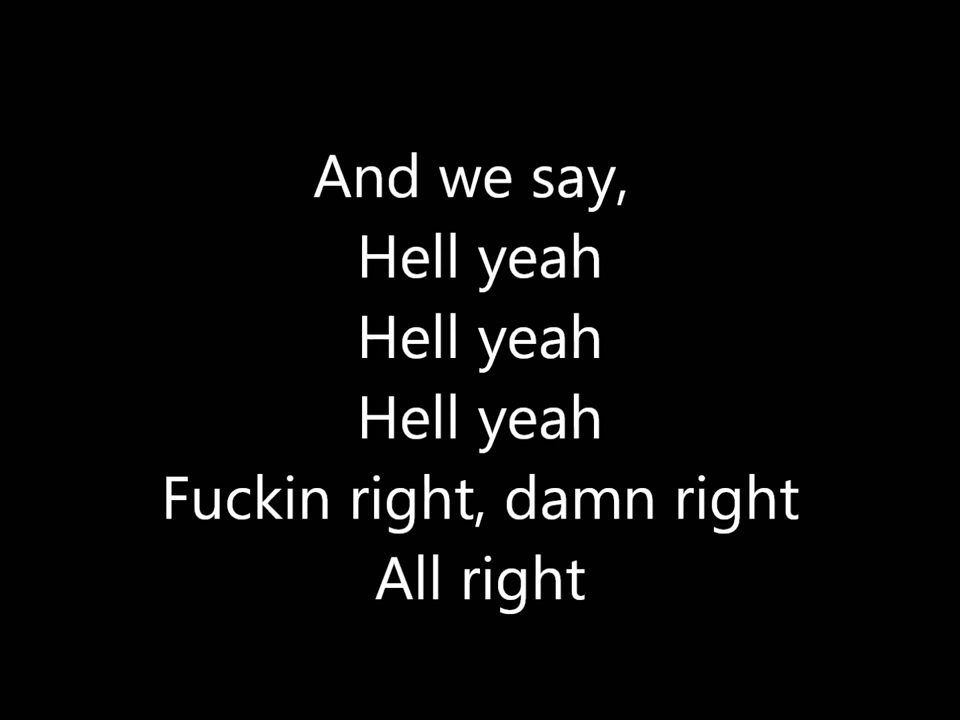 And we say,
Hell yeah
Hell yeah
Hell yeah
Fuckin right, damn right
All right